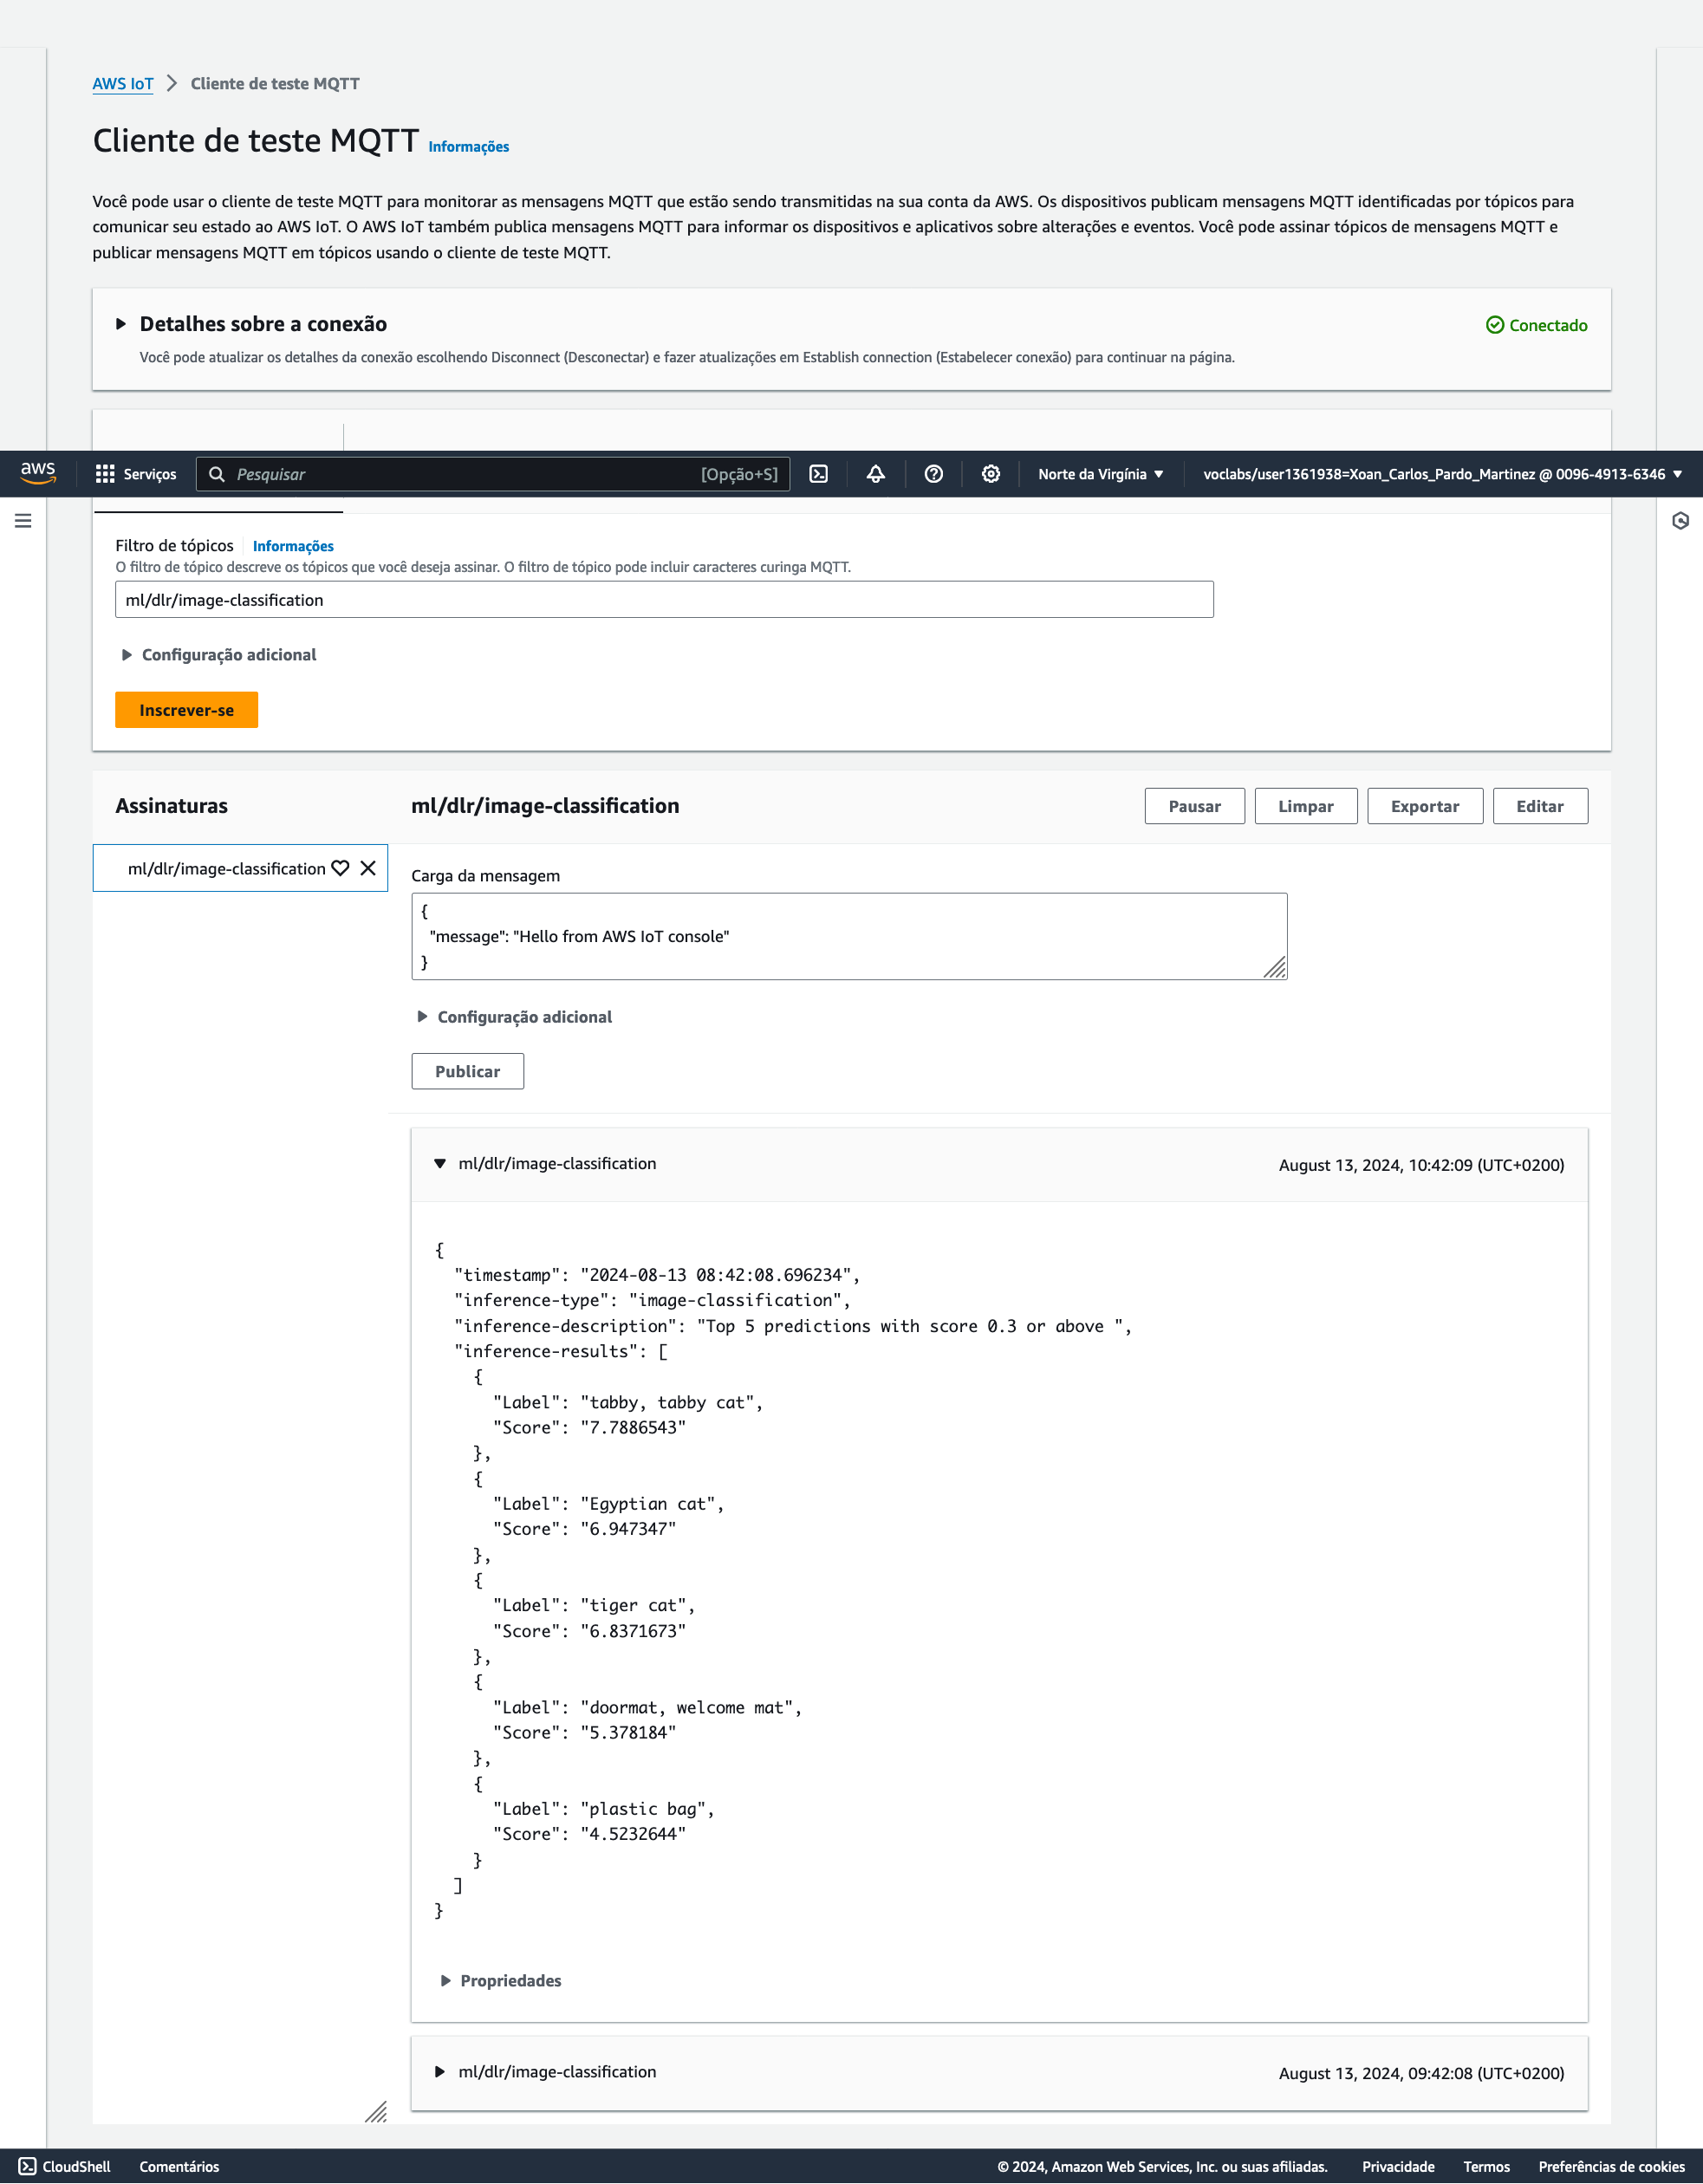 AWS IoT > Cliente de teste MQTT
Cliente de teste MQTT Informações
Você pode usar o cliente de teste MQTT para monitorar as mensagens MQTT que estão sendo transmitidas na sua conta da AWS. Os dispositivos publicam mensagens MQTT identificadas por tópicos para
comunicar seu estado ao AWS IoT. O AWS IoT também publica mensagens MQTT para informar os dispositivos e aplicativos sobre alterações e eventos. Você pode assinar tópicos de mensagens MQTT e
publicar mensagens MQTT em tópicos usando o cliente de teste MQTT.
Detalhes sobre a conexão
Conectado
Você pode atualizar os detalhes da conexão escolhendo Disconnect (Desconectar) e fazer atualizações em Establish connection (Estabelecer conexão) para continuar na página.
aws Serviços Pesquisar [Opção+S] Norte da Virgínia voclabs/user1361938=Xoan_Carlos_Pardo_Martinez @ 0096-4913-6346
Filtro de tópicos Informações
O filtro de tópico descreve os tópicos que você deseja assinar. O filtro de tópico pode incluir caracteres curinga MQTT.
ml/dlr/image-classification
Configuração adicional
Inscrever-se
Assinaturas
ml/dlr/image-classification
Pausar Limpar Exportar Editar
ml/dlr/image-classification
Carga da mensagem
{
"message": "Hello from AWS IoT console"
}
Configuração adicional
Publicar
ml/dlr/image-classification August 13, 2024, 10:42:09 (UTC+0200)
{
"timestamp": "2024-08-13 08:42:08.696234",
"inference-type": "image-classification",
"inference-description": "Top 5 predictions with score 0.3 or above ",
"inference-results": [
{
"Label": "tabby, tabby cat",
"Score": "7.7886543"
},
{
"Label": "Egyptian cat",
"Score": "6.947347"
},
{
"Label": "tiger cat",
"Score": "6.8371673"
},
{
"Label": "doormat, welcome mat",
"Score": "5.378184"
},
{
"Label": "plastic bag",
"Score": "4.5232644"
}
]
}
Propriedades
ml/dlr/image-classification August 13, 2024, 09:42:08 (UTC+0200)
CloudShell Comentários © 2024, Amazon Web Services, Inc. ou suas afiliadas. Privacidade Termos Preferências de cookies